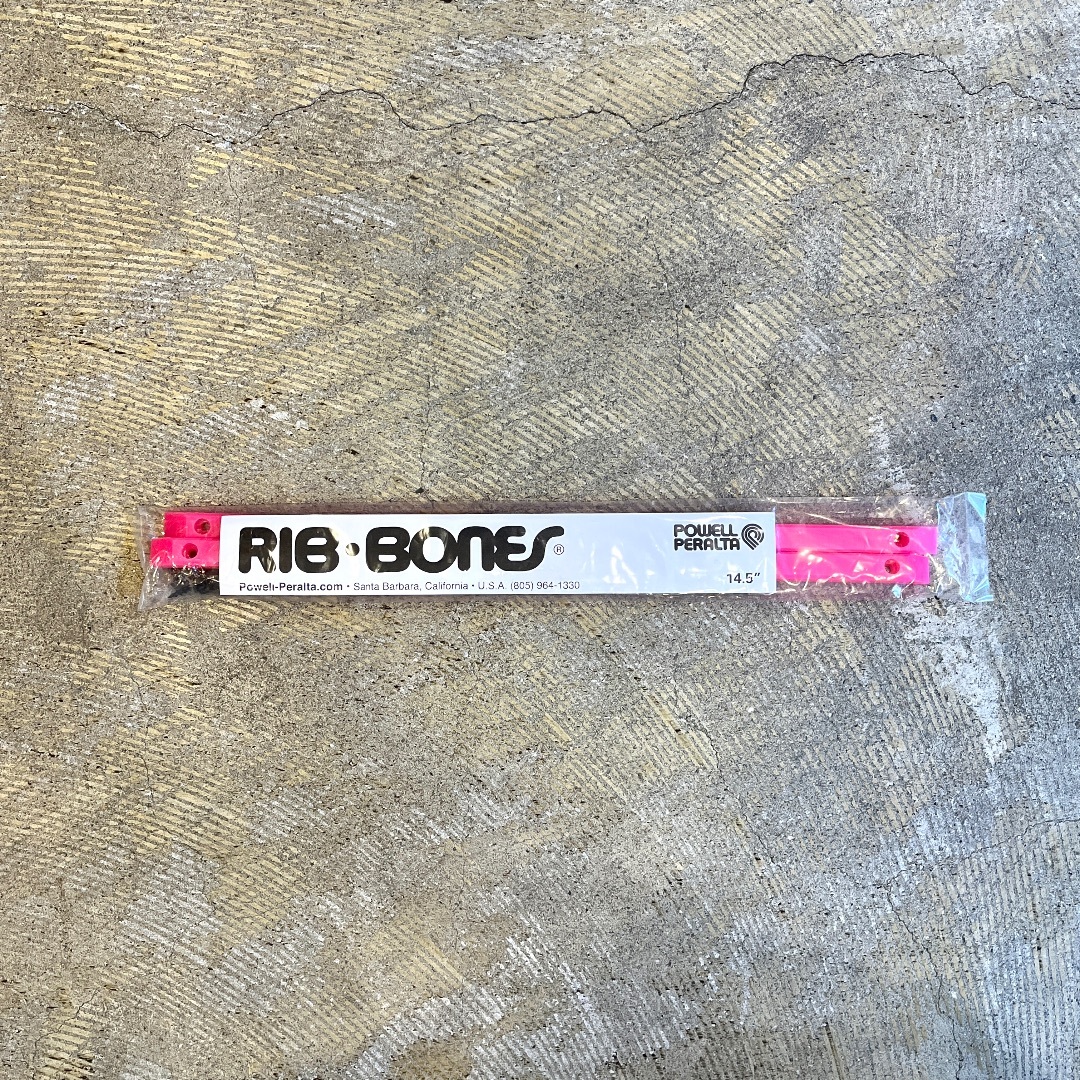 RIB•BONES®
POWELL
PERALTA
14.5"
Powell-Peralta.com • Santa Barbara, California • U.S.A. (805) 964-1330